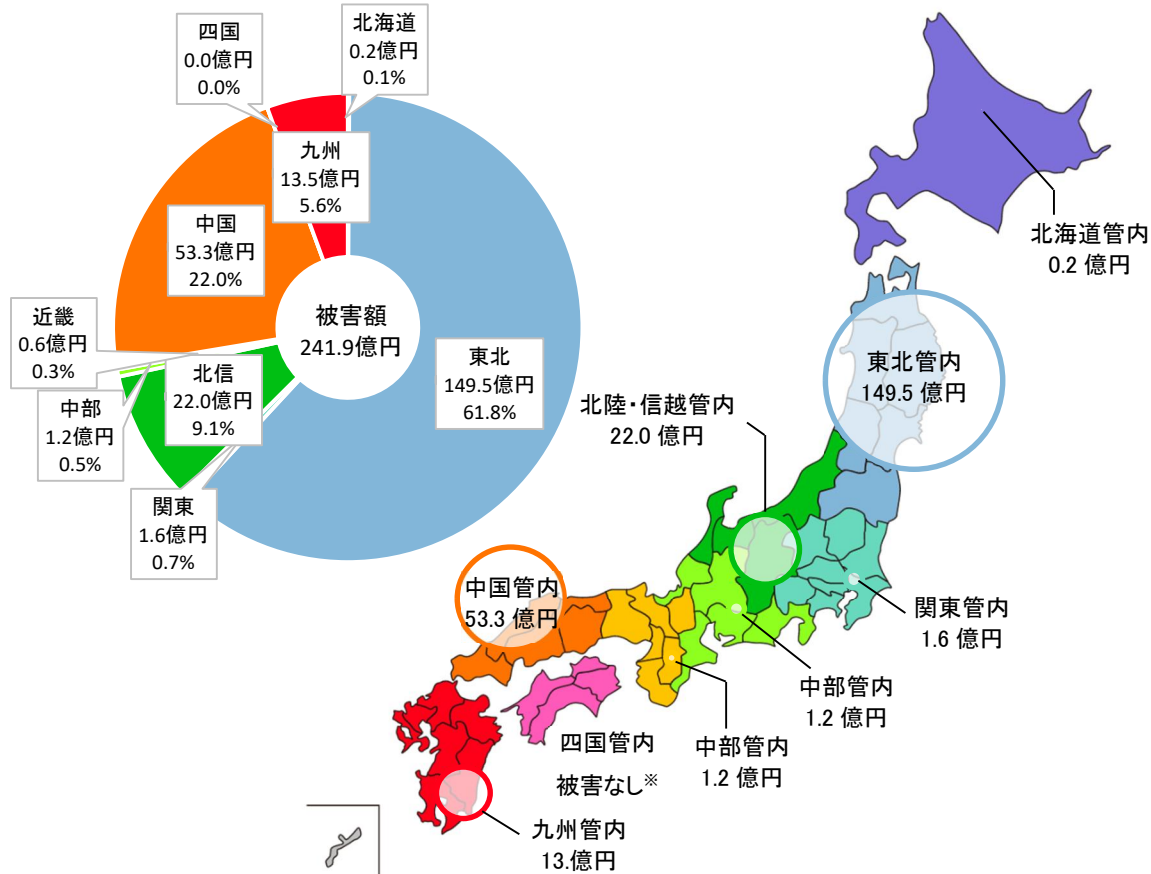 四国
0.0億円
0.0%
北海道
0.2億円
0.1%
九州
13.5億円
5.6%
中国
53.3億円
22.0%
被害額
241.9億円
東北
149.5億円
61.8%
近畿
0.6億円
0.3%
北信
22.0億円
9.1%
中部
1.2億円
0.5%
関東
1.6億円
0.7%
北海道管内
0.2 億円
東北管内
149.5 億円
北陸・信越管内
22.0 億円
中国管内
53.3 億円
関東管内
1.6 億円
中部管内
1.2 億円
中部管内
1.2 億円
四国管内
被害なし※
九州管内
13.億円